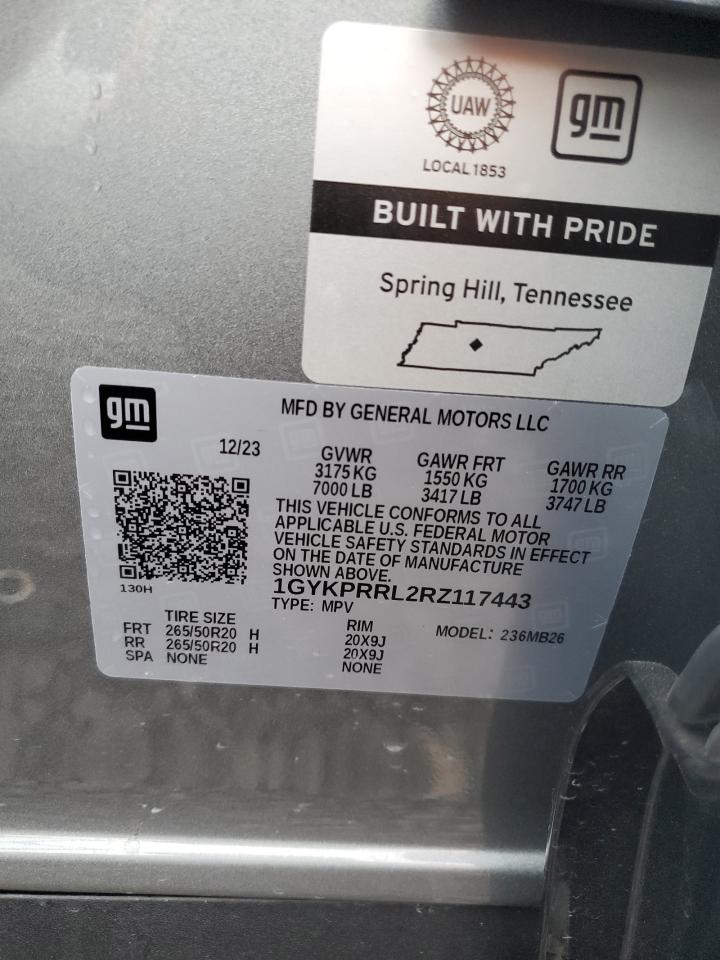 UAW
gm
LOCAL 1853
BUILT WITH PRIDE
Spring Hill, Tennessee
gm
MFD BY GENERAL MOTORS LLC
12/23
GVWR
3175 KG
7000 LB
GAWR FRT
1550 KG
3417 LB
GAWR RR
1700 KG
3747 LB
THIS VEHICLE CONFORMS TO ALL
APPLICABLE U.S. FEDERAL MOTOR
VEHICLE SAFETY STANDARDS IN EFFECT
ON THE DATE OF MANUFACTURE
SHOWN ABOVE.
130H
1GYKPRRL2RZ117443
TYPE: MPV
MODEL: 236MB26
TIRE SIZE
RIM
FRT 265/50R20 H 20X9J
RR 265/50R20 H 20X9J
SPA NONE NONE